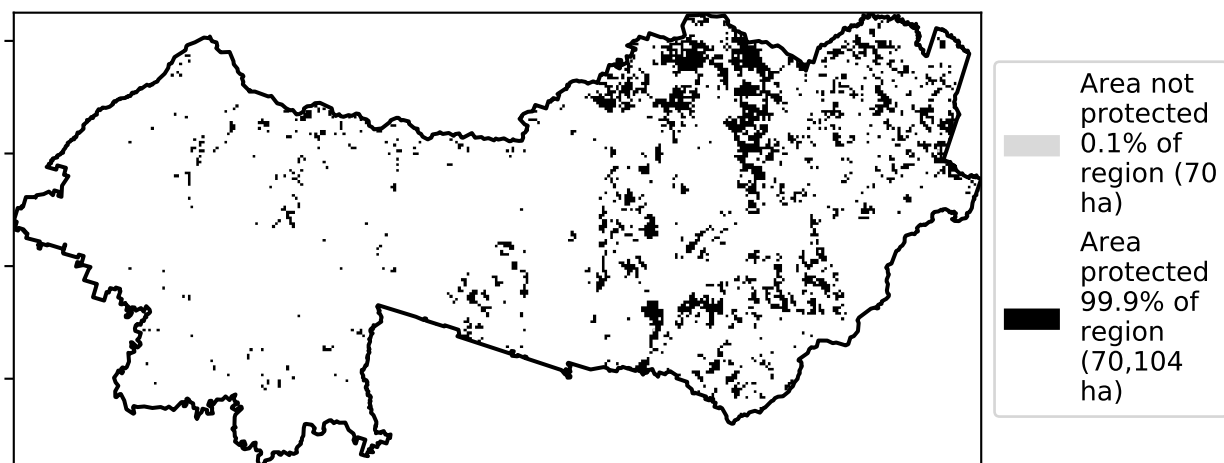 Area not
protected
0.1% of
region (70
ha)
Area
protected
99.9% of
region
(70,104
ha)